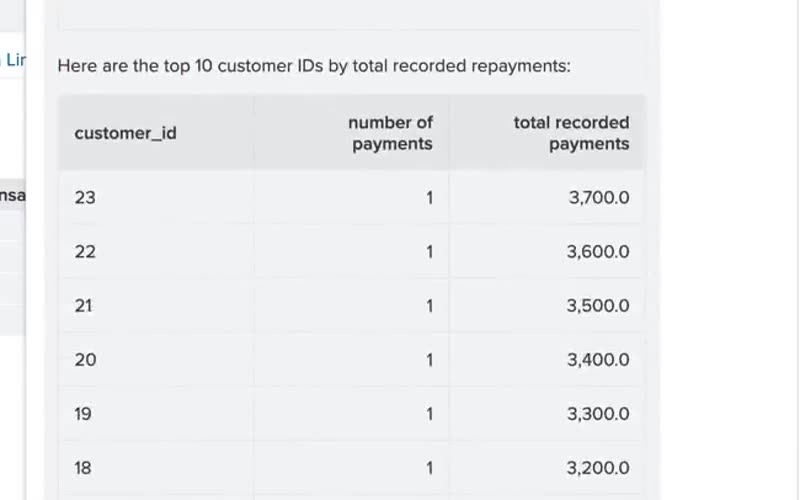 Lir
Here are the top 10 customer IDs by total recorded repayments:
customer_id number of payments total recorded payments
nsa
23 1 3,700.0
22 1 3,600.0
21 1 3,500.0
20 1 3,400.0
19 1 3,300.0
18 1 3,200.0